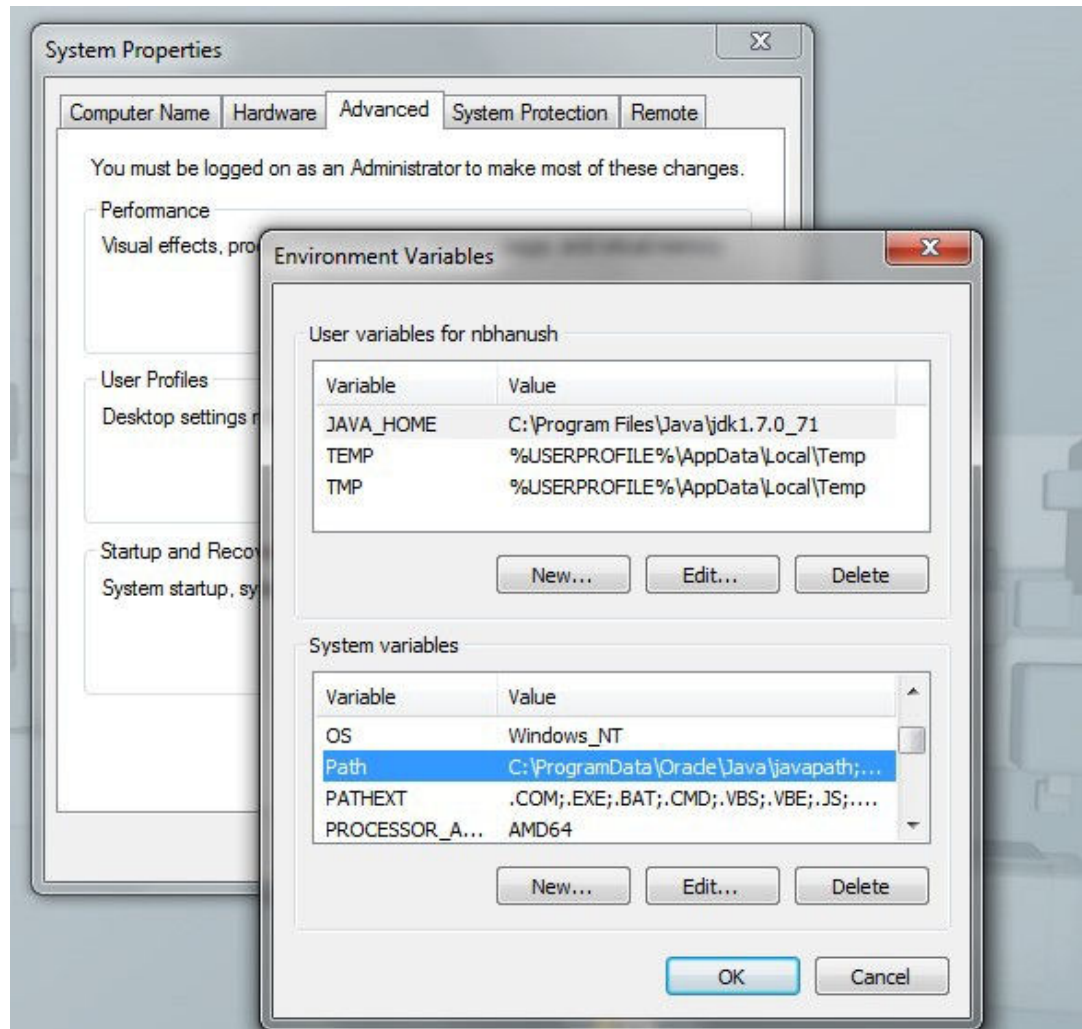 System Properties
Computer Name Hardware Advanced System Protection Remote
You must be logged on as an Administrator to make most of these changes.
Performance
Visual effects, pro
Environment Variables
User variables for nbhanush
Variable Value
JAVA_HOME C:\Program Files\Java\jdk1.7.0_71
TEMP %USERPROFILE%\AppData\Local\Temp
TMP %USERPROFILE%\AppData\Local\Temp
New... Edit... Delete
User Profiles
Desktop settings r
Startup and Recov
System startup, sy
System variables
Variable Value
OS Windows_NT
Path C:\ProgramData\Oracle\Java\javapath;...
PATHEXT .COM;.EXE;.BAT;.CMD;.VBS;.VBE;.JS;....
PROCESSOR_A... AMD64
New... Edit... Delete
OK Cancel